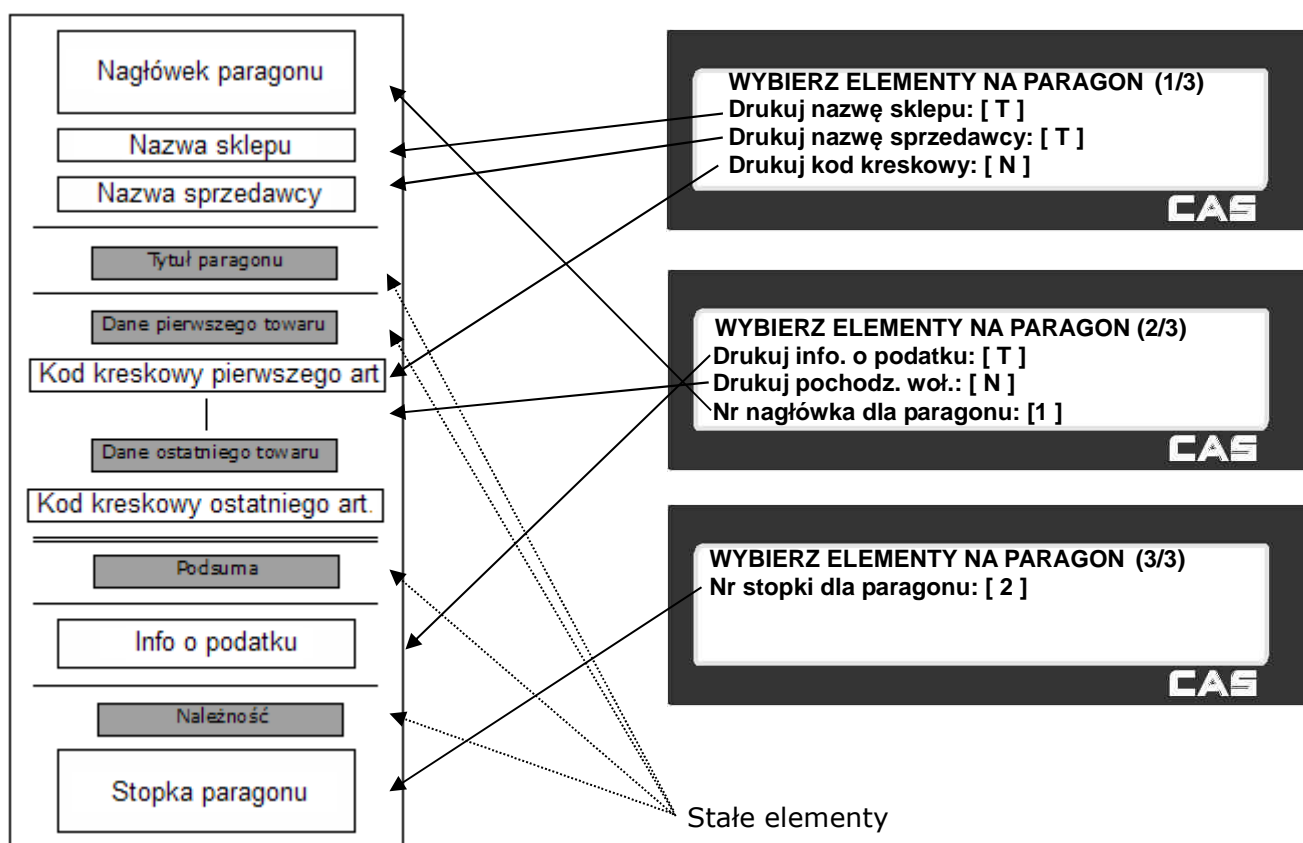 Nagłówek paragonu
Nazwa sklepu
Nazwa sprzedawcy
Tytuł paragonu
Dane pierwszego towaru
Kod kreskowy pierwszego art
Dane ostatniego towaru
Kod kreskowy ostatniego art.
Podsuma
Info o podatku
Należność
Stopka paragonu
WYBIERZ ELEMENTY NA PARAGON (1/3)
Drukuj nazwę sklepu: [ T ]
Drukuj nazwę sprzedawcy: [ T ]
Drukuj kod kreskowy: [ N ]
CAS
WYBIERZ ELEMENTY NA PARAGON (2/3)
Drukuj info. o podatku: [ T ]
Drukuj pochodz. woł.: [ N ]
Nr nagłówka dla paragonu: [1 ]
CAS
WYBIERZ ELEMENTY NA PARAGON (3/3)
Nr stopki dla paragonu: [ 2 ]
CAS
Stałe elementy